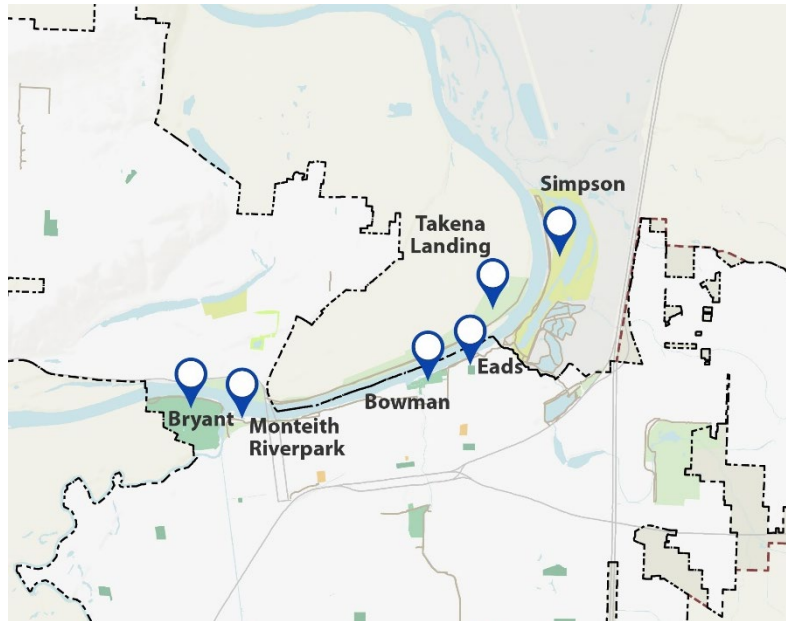 Simpson
Takena
Landing
Eads
Bowman
Bryant
Monteith
Riverpark